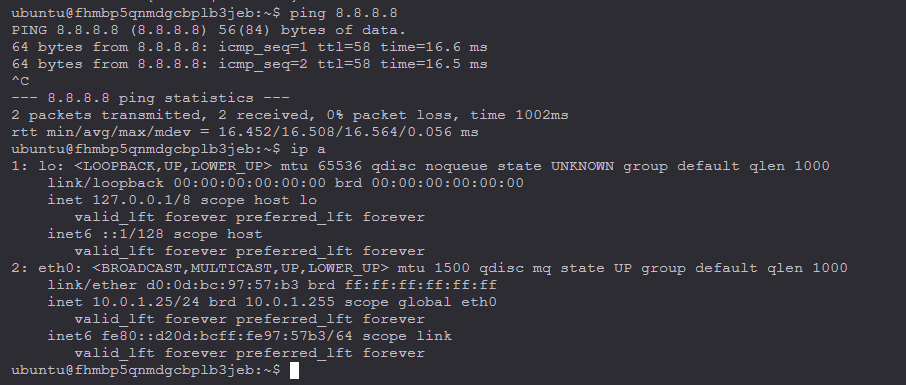 ubuntu@fhmbp5qnmdgcbplb3jeb:~$ ping 8.8.8.8
PING 8.8.8.8 (8.8.8.8) 56(84) bytes of data.
64 bytes from 8.8.8.8: icmp_seq=1 ttl=58 time=16.6 ms
64 bytes from 8.8.8.8: icmp_seq=2 ttl=58 time=16.5 ms
^C
--- 8.8.8.8 ping statistics ---
2 packets transmitted, 2 received, 0% packet loss, time 1002ms
rtt min/avg/max/mdev = 16.452/16.508/16.564/0.056 ms
ubuntu@fhmbp5qnmdgcbplb3jeb:~$ ip a
1: lo: <LOOPBACK,UP,LOWER_UP> mtu 65536 qdisc noqueue state UNKNOWN group default qlen 1000
    link/loopback 00:00:00:00:00:00 brd 00:00:00:00:00:00
    inet 127.0.0.1/8 scope host lo
       valid_lft forever preferred_lft forever
    inet6 ::1/128 scope host
       valid_lft forever preferred_lft forever
2: eth0: <BROADCAST,MULTICAST,UP,LOWER_UP> mtu 1500 qdisc mq state UP group default qlen 1000
    link/ether d0:0d:bc:97:57:b3 brd ff:ff:ff:ff:ff:ff
    inet 10.0.1.25/24 brd 10.0.1.255 scope global eth0
       valid_lft forever preferred_lft forever
    inet6 fe80::d20d:bcff:fe97:57b3/64 scope link
       valid_lft forever preferred_lft forever
ubuntu@fhmbp5qnmdgcbplb3jeb:~$